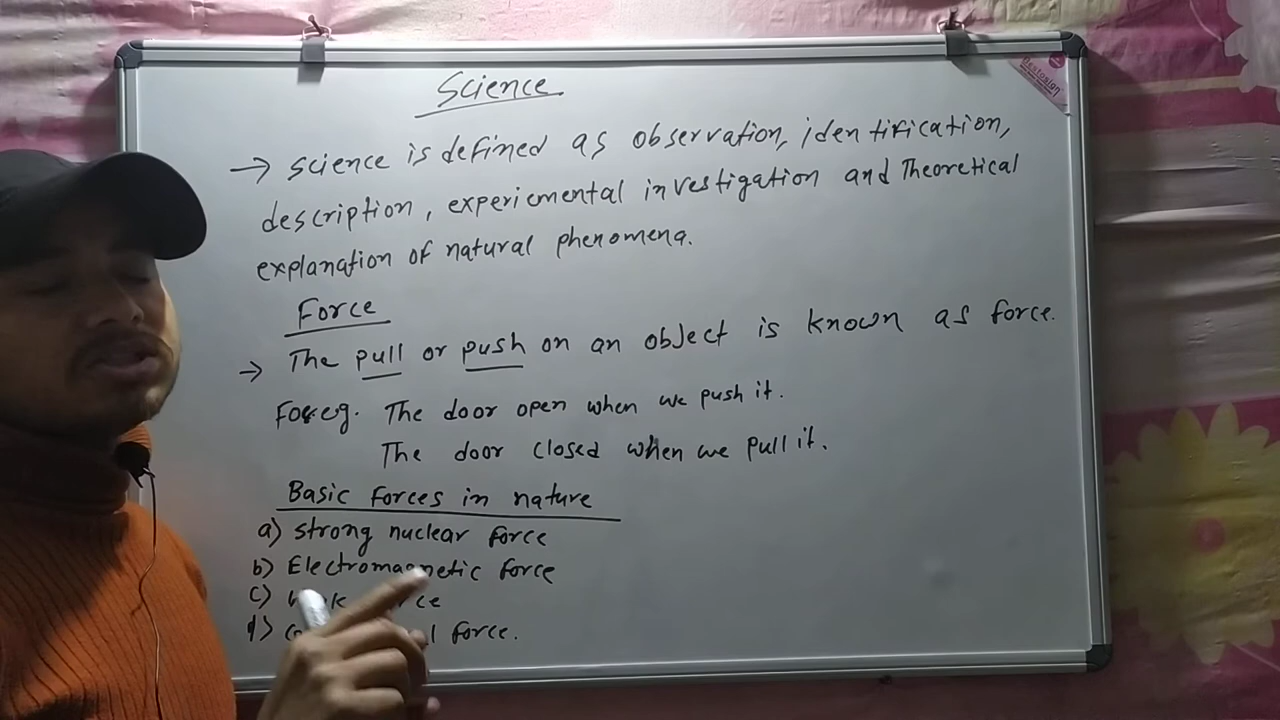 Science
→ Science is defined as observation, identification,
description, expericmental investigation and Theoretical
explanation of natural phenomena.
Force
→ The pull or push on an object is known as force.
For eg. The door open when we push it.
The door closed when we pull it.
Basic forces in nature
a) strong nuclear force
b) Electromagnetic force
c)
d) force.